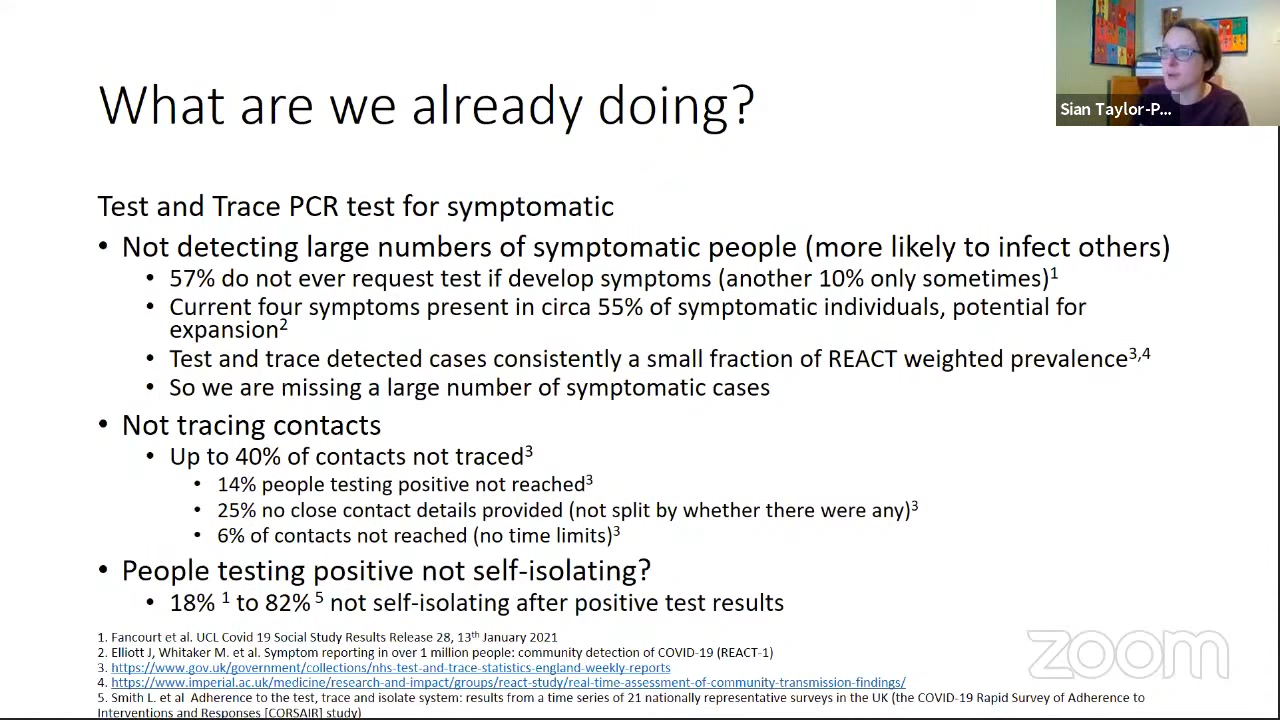 What are we already doing?
Sian Taylor-P...
Test and Trace PCR test for symptomatic
• Not detecting large numbers of symptomatic people (more likely to infect others)
• 57% do not ever request test if develop symptoms (another 10% only sometimes)1
• Current four symptoms present in circa 55% of symptomatic individuals, potential for
expansion2
• Test and trace detected cases consistently a small fraction of REACT weighted prevalence3,4
• So we are missing a large number of symptomatic cases
• Not tracing contacts
• Up to 40% of contacts not traced3
• 14% people testing positive not reached3
• 25% no close contact details provided (not split by whether there were any)3
• 6% of contacts not reached (no time limits)3
• People testing positive not self-isolating?
• 18% 1 to 82% 5 not self-isolating after positive test results
1. Fancourt et al. UCL Covid 19 Social Study Results Release 28, 13th January 2021
2. Elliott J, Whitaker M. et al. Symptom reporting in over 1 million people: community detection of COVID-19 (REACT-1)
3. https://www.gov.uk/government/collections/nhs-test-and-trace-statistics-england-weekly-reports
4. https://www.imperial.ac.uk/medicine/research-and-impact/groups/react-study/real-time-assessment-of-community-transmission-findings/
5. Smith L. et al Adherence to the test, trace and isolate system: results from a time series of 21 nationally representative surveys in the UK (the COVID-19 Rapid Survey of Adherence to
Interventions and Responses [CORSAIR] study)
zoom